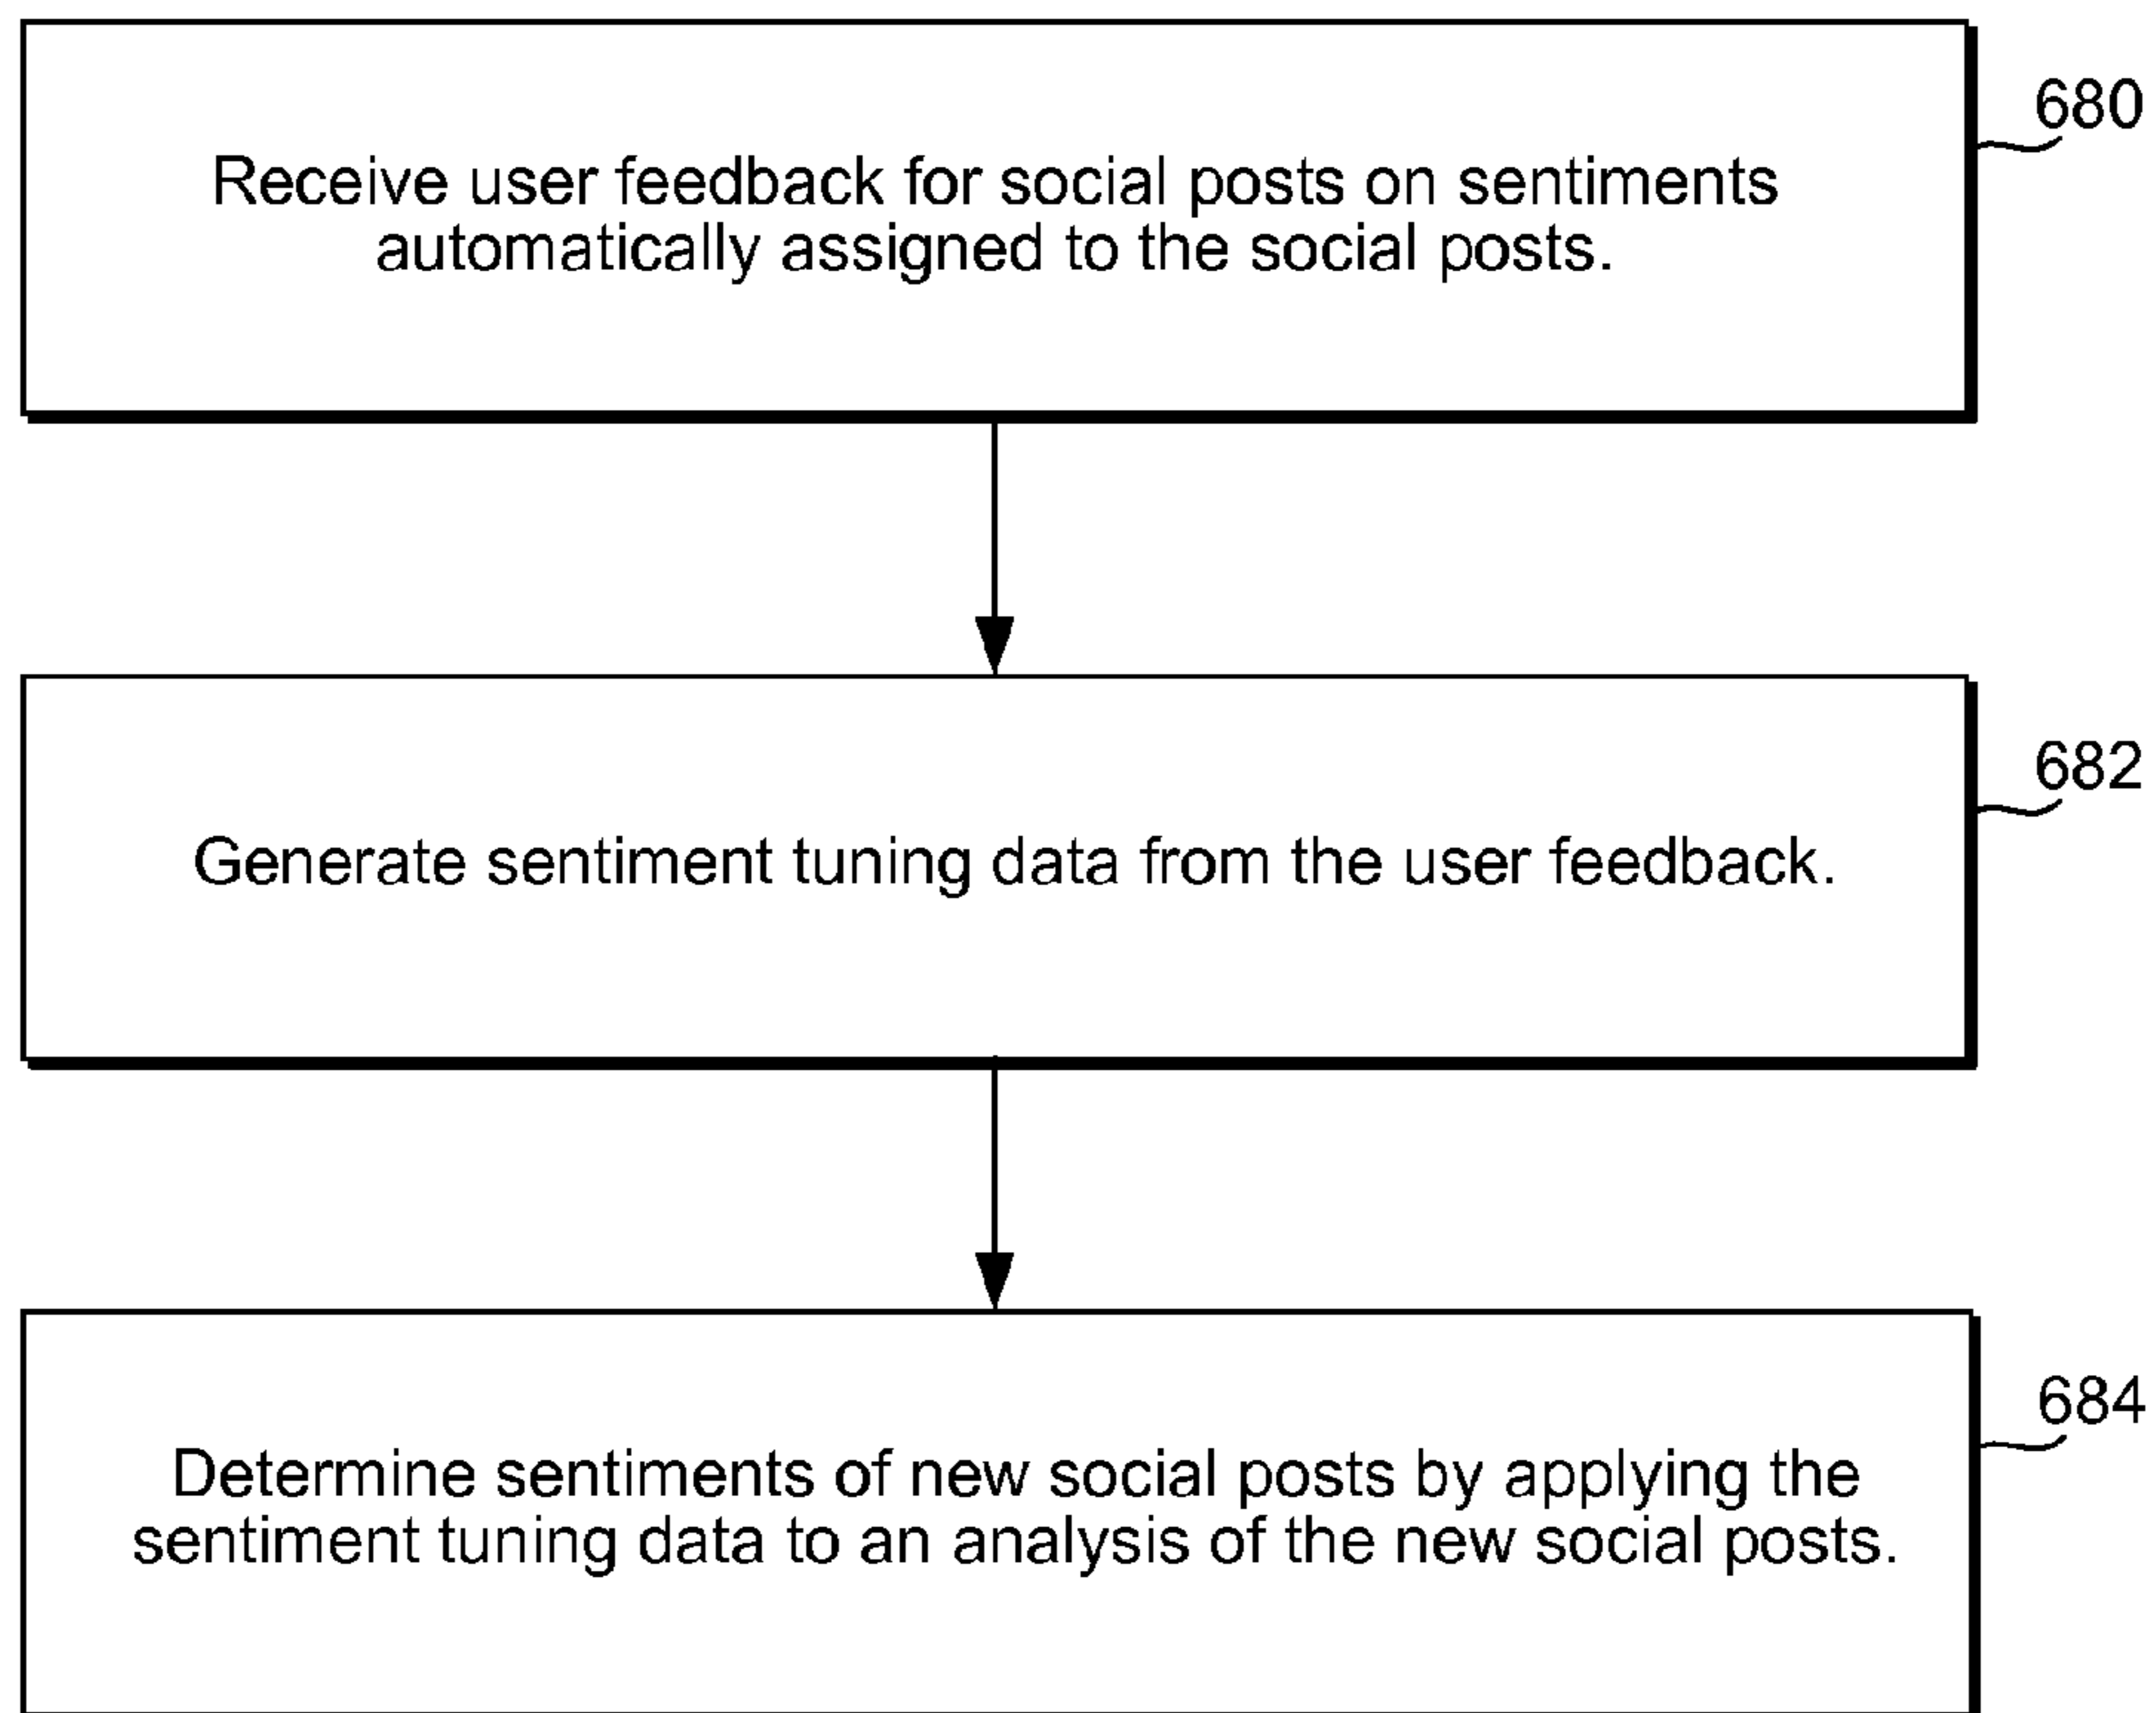 680
Receive user feedback for social posts on sentiments
automatically assigned to the social posts.
682
Generate sentiment tuning data from the user feedback.
684
Determine sentiments of new social posts by applying the
sentiment tuning data to an analysis of the new social posts.